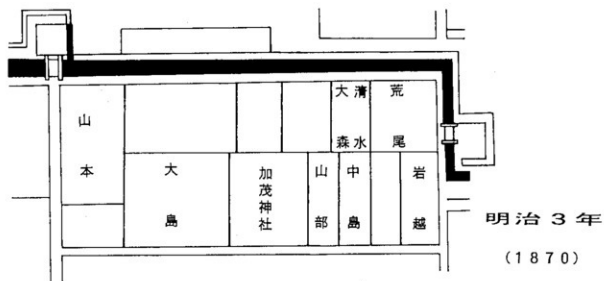 山本
大島
加茂神社
山部
中島
岩越
大森
清水
荒尾
明治3年
(1870)